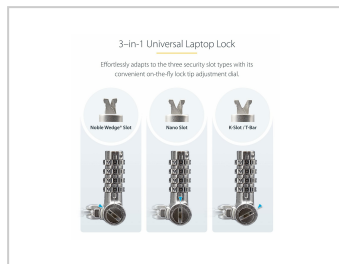 3-in-1 Universal Laptop Lock
Effortlessly adapts to the three security slot types with its
convenient on-the-fly lock tip adjustment dial.
Noble Wedge® Slot
Nano Slot
K-Slot / T-Bar